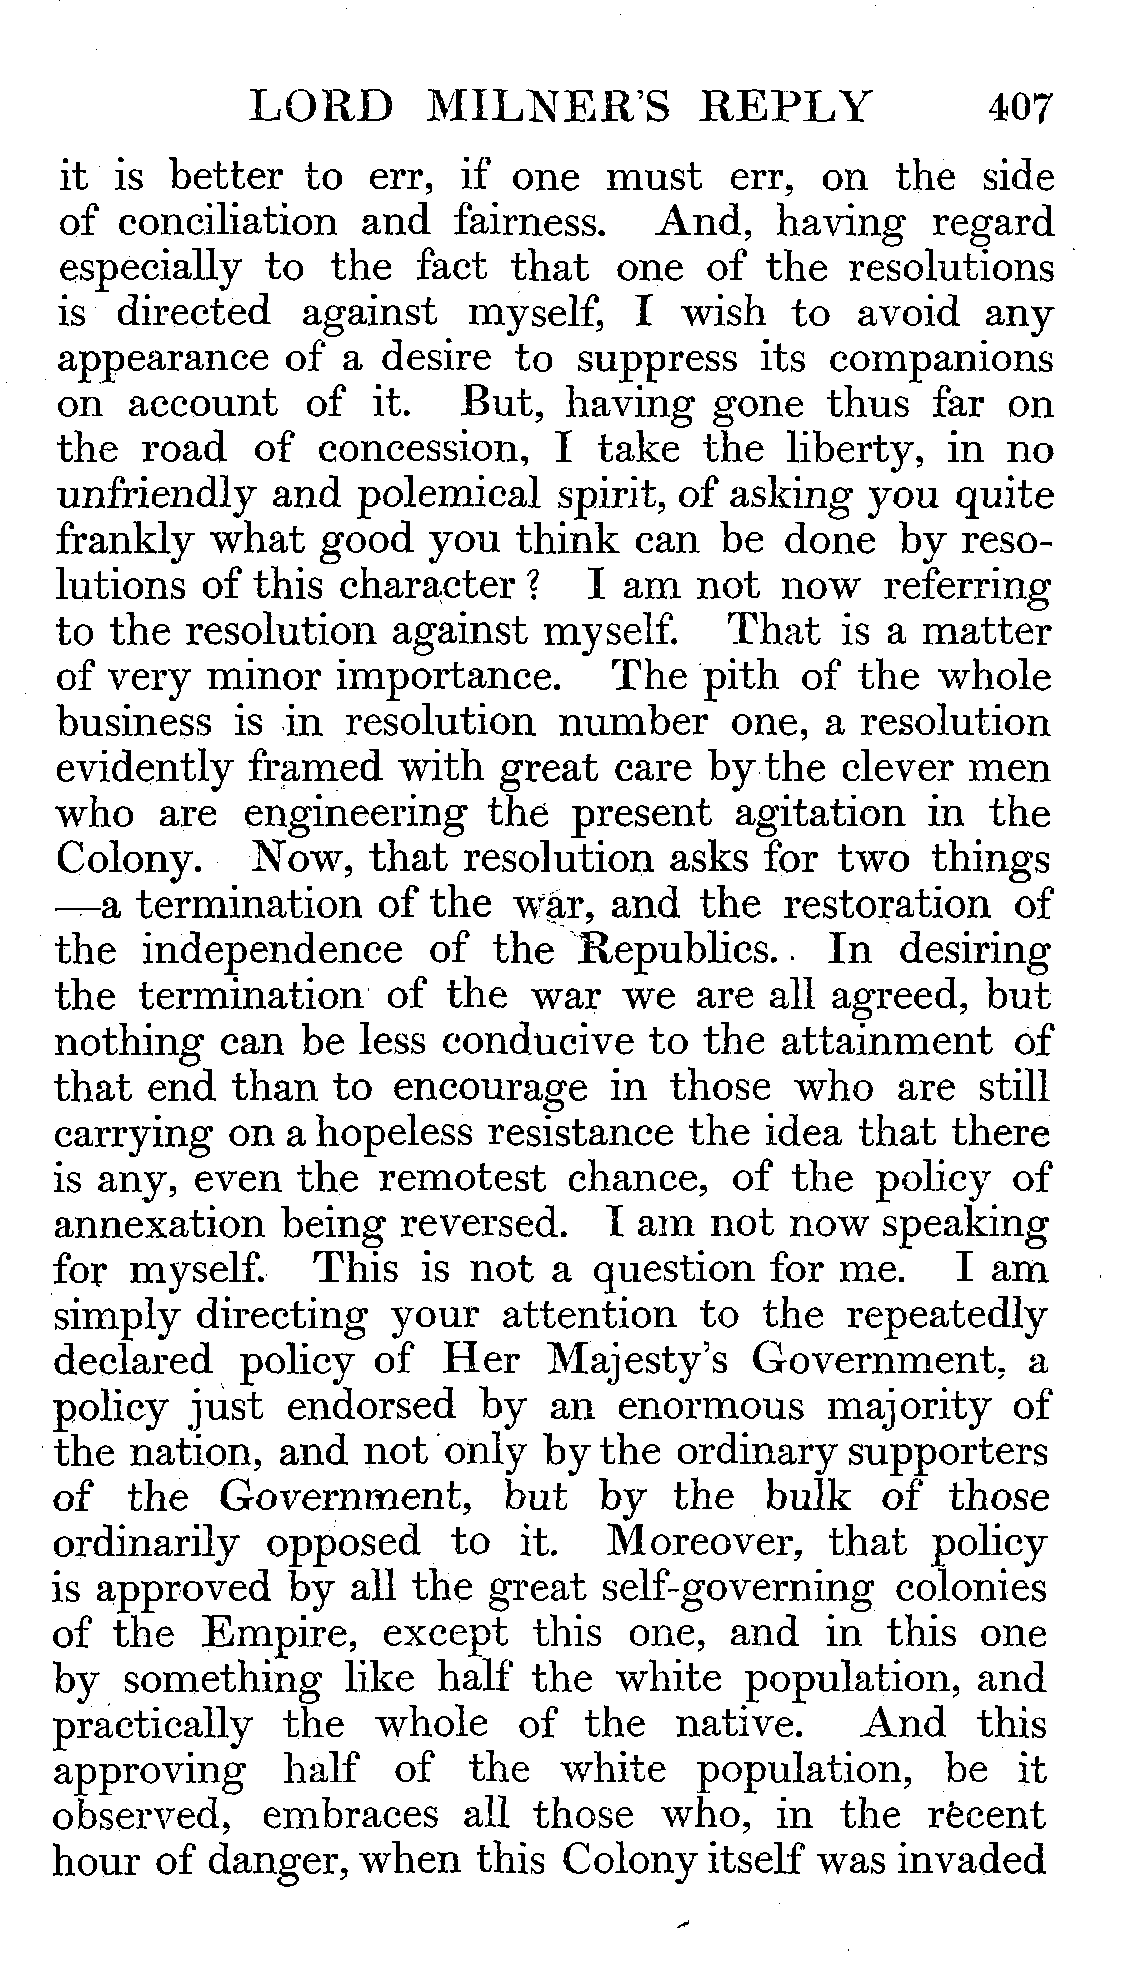 LORD MILNER'S REPLY 407
it is better to err, if one must err, on the side
of conciliation and fairness. And, having regard
especially to the fact that one of the resolutions
is directed against myself, I wish to avoid any
appearance of a desire to suppress its companions
on account of it. But, having gone thus far on
the road of concession, I take the liberty, in no
unfriendly and polemical spirit, of asking you quite
frankly what good you think can be done by reso-
lutions of this character? I am not now referring
to the resolution against myself. That is a matter
of very minor importance. The pith of the whole
business is in resolution number one, a resolution
evidently framed with great care by the clever men
who are engineering the present agitation in the
Colony. Now, that resolution asks for two things
—a termination of the war, and the restoration of
the independence of the Republics. In desiring
the termination of the war we are all agreed, but
nothing can be less conducive to the attainment of
that end than to encourage in those who are still
carrying on a hopeless resistance the idea that there
is any, even the remotest chance, of the policy of
annexation being reversed. I am not now speaking
for myself. This is not a question for me. I am
simply directing your attention to the repeatedly
declared policy of Her Majesty's Government, a
policy just endorsed by an enormous majority of
the nation, and not only by the ordinary supporters
of the Government, but by the bulk of those
ordinarily opposed to it. Moreover, that policy
is approved by all the great self-governing colonies
of the Empire, except this one, and in this one
by something like half the white population, and
practically the whole of the native. And this
approving half of the white population, be it
observed, embraces all those who, in the recent
hour of danger, when this Colony itself was invaded